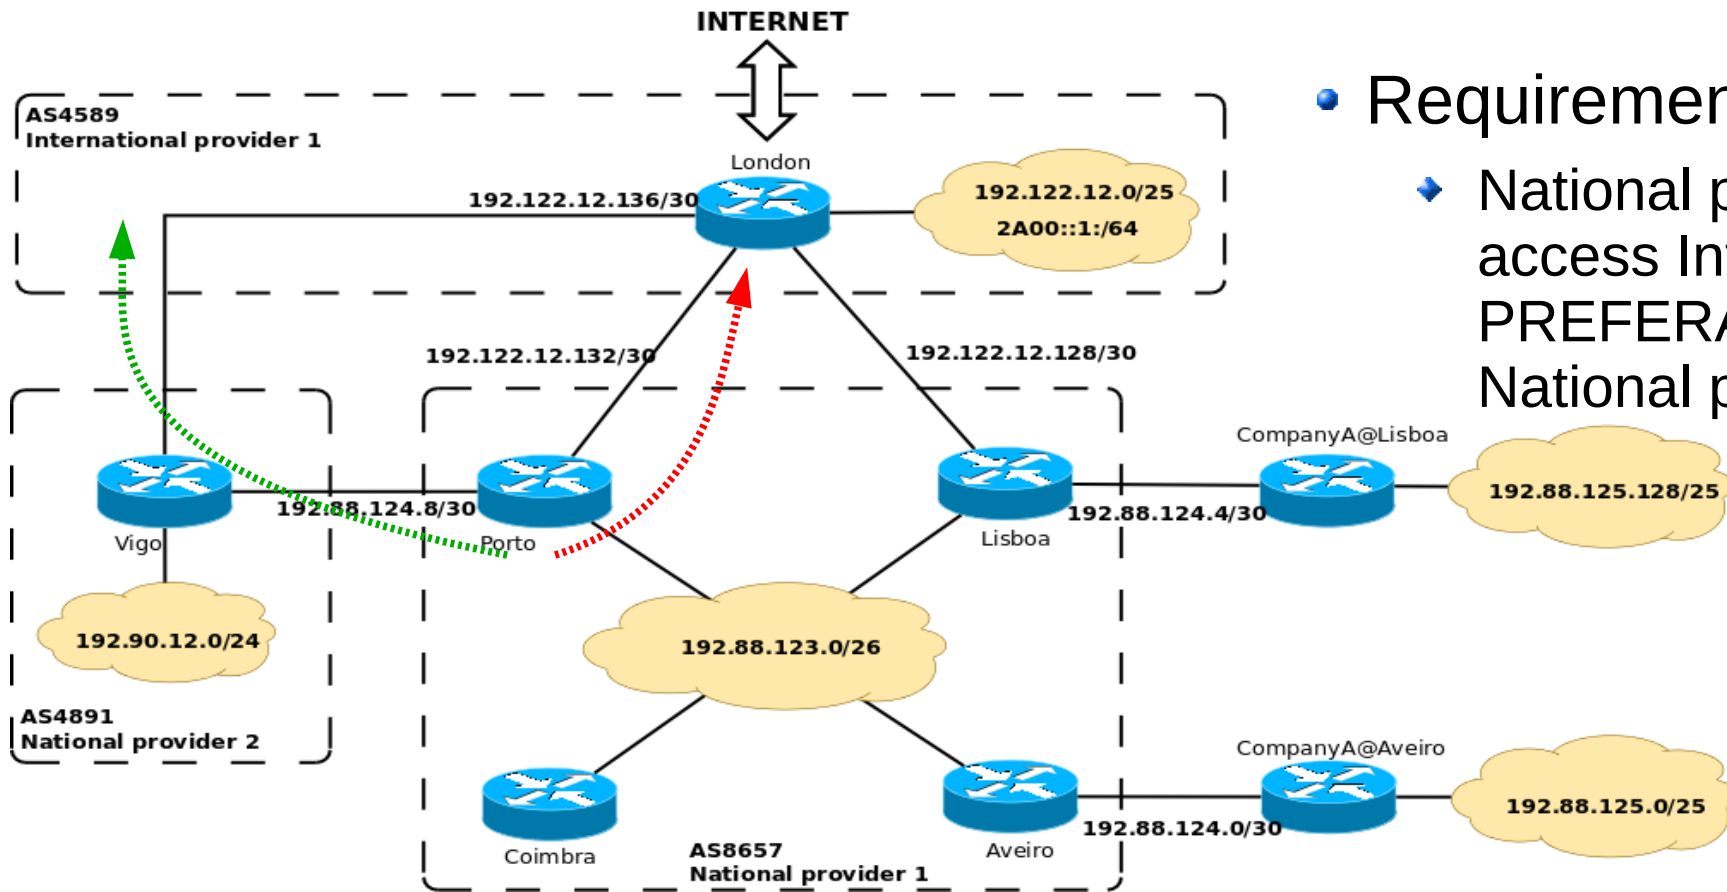 INTERNET
AS4589
International provider 1
London
192.122.12.136/30
192.122.12.0/25
2A00::1:/64
192.122.12.132/30
192.122.12.128/30
Vigo
192.88.124.8/30
Porto
Lisboa
192.88.124.4/30
CompanyA@Lisboa
192.88.125.128/25
192.90.12.0/24
AS4891
National provider 2
192.88.123.0/26
Coimbra
AS8657
National provider 1
Aveiro
192.88.124.0/30
CompanyA@Aveiro
192.88.125.0/25
National
access
National